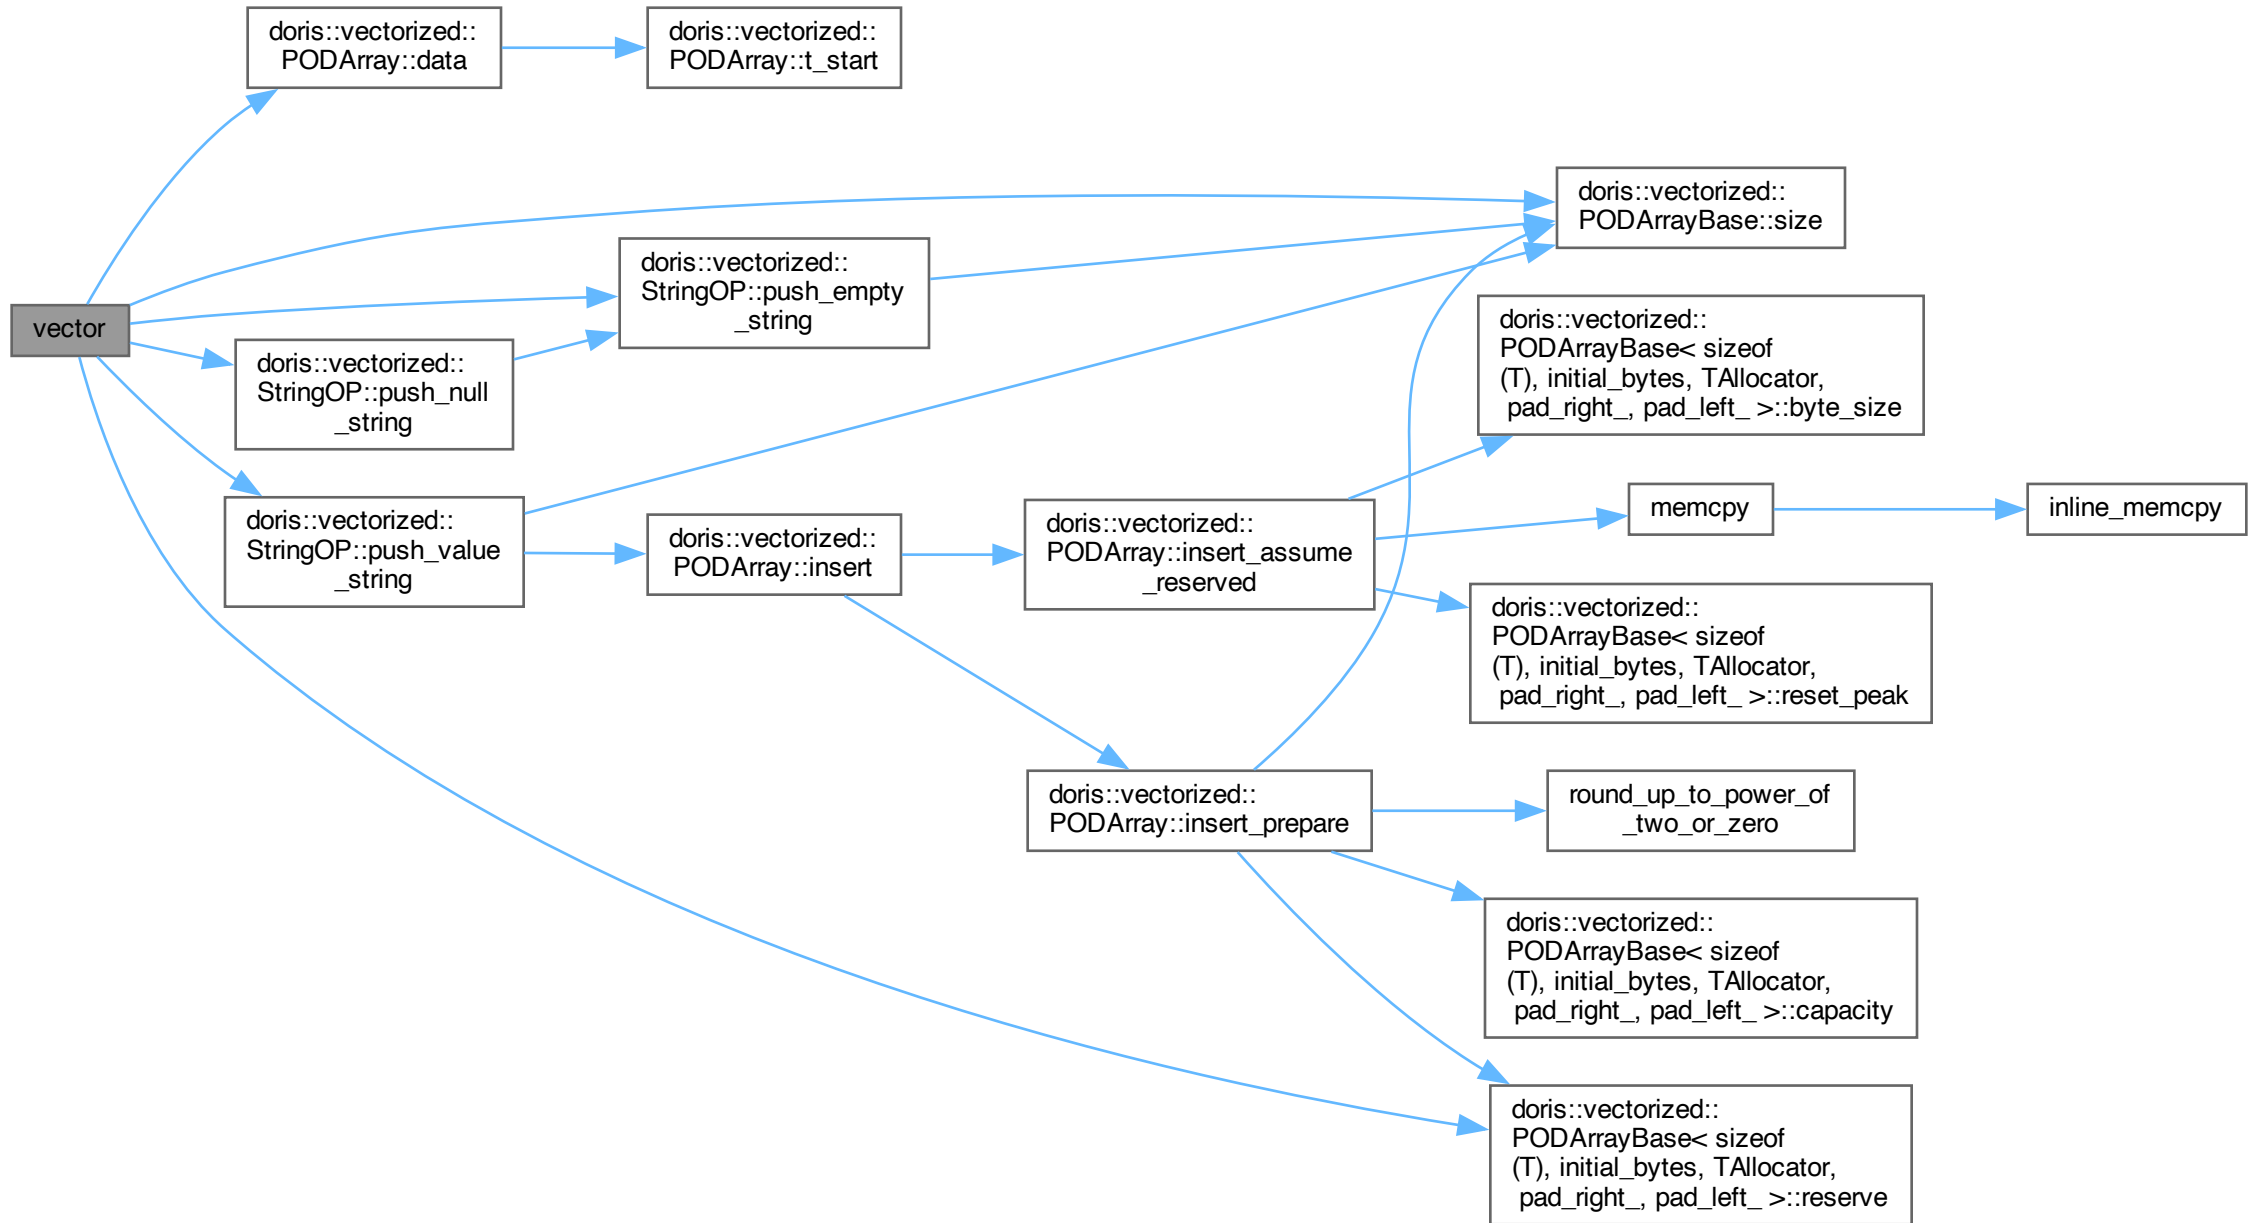 doris::vectorized::
PODArray::data
doris::vectorized::
PODArray::t_start
doris::vectorized::
PODArrayBase::size
doris::vectorized::
StringOP::push_empty
_string
vector
doris::vectorized::
PODArrayBase< sizeof
(T), initial_bytes, TAllocator,
pad_right_, pad_left_ >::byte_size
doris::vectorized::
StringOP::push_null
_string
doris::vectorized::
StringOP::push_value
_string
doris::vectorized::
PODArray::insert
doris::vectorized::
PODArray::insert_assume
_reserved
memcpy
inline_memcpy
doris::vectorized::
PODArrayBase< sizeof
(T), initial_bytes, TAllocator,
pad_right_, pad_left_ >::reset_peak
doris::vectorized::
PODArray::insert_prepare
round_up_to_power_of
_two_or_zero
doris::vectorized::
PODArrayBase< sizeof
(T), initial_bytes, TAllocator,
pad_right_, pad_left_ >::capacity
doris::vectorized::
PODArrayBase< sizeof
(T), initial_bytes, TAllocator,
pad_right_, pad_left_ >::reserve